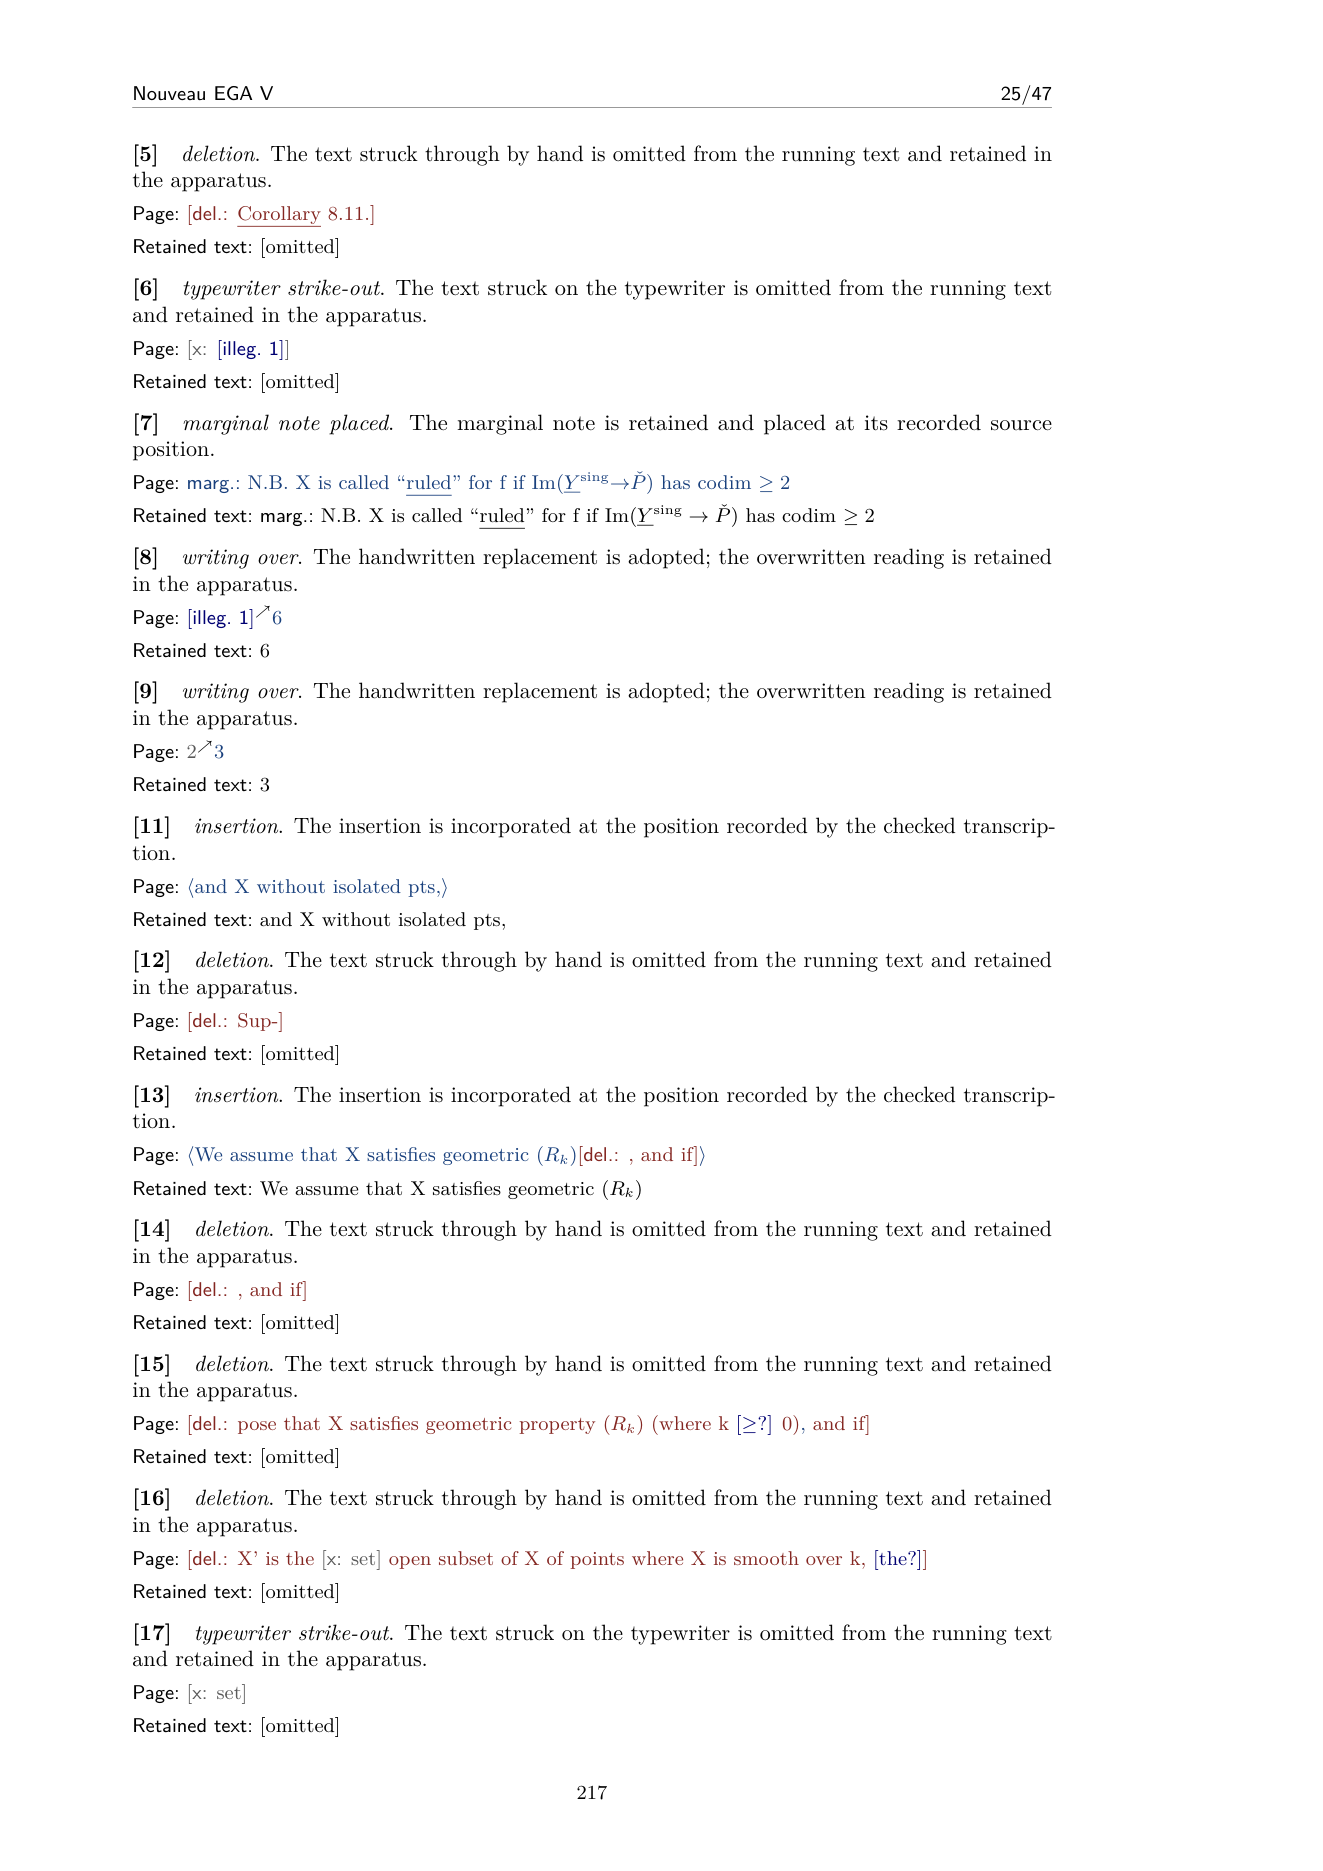 Nouveau EGA V 25/47
[5] deletion. The text struck through by hand is omitted from the running text and retained in
the apparatus.
Page: [del.: Corollary 8.11.]
Retained text: [omitted]
[6] typewriter strike-out. The text struck on the typewriter is omitted from the running text
and retained in the apparatus.
Page: [x: [illeg. 1]]
Retained text: [omitted]
[7] marginal note placed. The marginal note is retained and placed at its recorded source
position.
Page: marg.: N.B. X is called “ruled” for f if Im(Y^sing→P̌) has codim ≥ 2
Retained text: marg.: N.B. X is called “ruled” for f if Im(Y^sing → P̌) has codim ≥ 2
[8] writing over. The handwritten replacement is adopted; the overwritten reading is retained
in the apparatus.
Page: [illeg. 1]↗6
Retained text: 6
[9] writing over. The handwritten replacement is adopted; the overwritten reading is retained
in the apparatus.
Page: 2↗3
Retained text: 3
[11] insertion. The insertion is incorporated at the position recorded by the checked transcrip-
tion.
Page: ⟨and X without isolated pts,⟩
Retained text: and X without isolated pts,
[12] deletion. The text struck through by hand is omitted from the running text and retained
in the apparatus.
Page: [del.: Sup-]
Retained text: [omitted]
[13] insertion. The insertion is incorporated at the position recorded by the checked transcrip-
tion.
Page: ⟨We assume that X satisfies geometric (R_k)[del.: , and if]⟩
Retained text: We assume that X satisfies geometric (R_k)
[14] deletion. The text struck through by hand is omitted from the running text and retained
in the apparatus.
Page: [del.: , and if]
Retained text: [omitted]
[15] deletion. The text struck through by hand is omitted from the running text and retained
in the apparatus.
Page: [del.: pose that X satisfies geometric property (R_k) (where k [≥?] 0), and if]
Retained text: [omitted]
[16] deletion. The text struck through by hand is omitted from the running text and retained
in the apparatus.
Page: [del.: X’ is the [x: set] open subset of X of points where X is smooth over k, [the?]]
Retained text: [omitted]
[17] typewriter strike-out. The text struck on the typewriter is omitted from the running text
and retained in the apparatus.
Page: [x: set]
Retained text: [omitted]
217